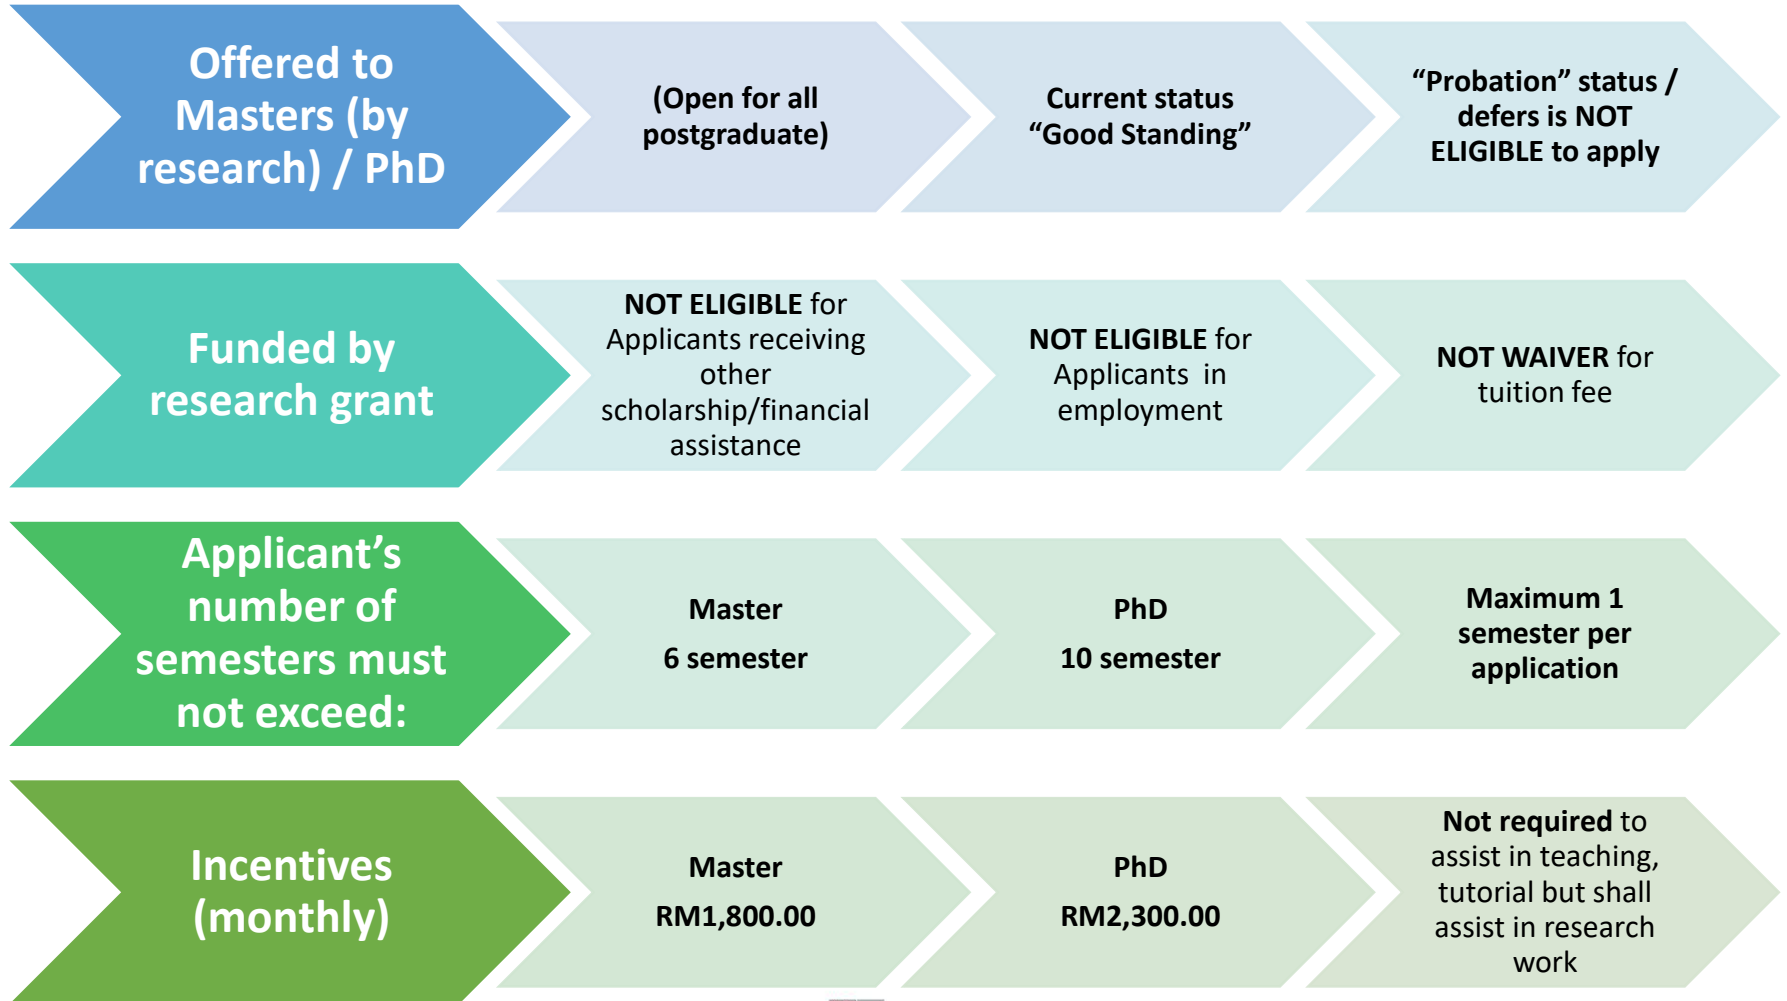 Offered to
Masters (by
research) / PhD
(Open for all
postgraduate)
Current status
“Good Standing”
“Probation” status /
defers is NOT
ELIGIBLE to apply
Funded by
research grant
NOT ELIGIBLE for
Applicants receiving
other
scholarship/financial
assistance
NOT ELIGIBLE for
Applicants in
employment
NOT WAIVER for
tuition fee
Applicant’s
number of
semesters must
not exceed:
Master
6 semester
PhD
10 semester
Maximum 1
semester per
application
Incentives
(monthly)
Master
RM1,800.00
PhD
RM2,300.00
Not required to
assist in teaching,
tutorial but shall
assist in research
work